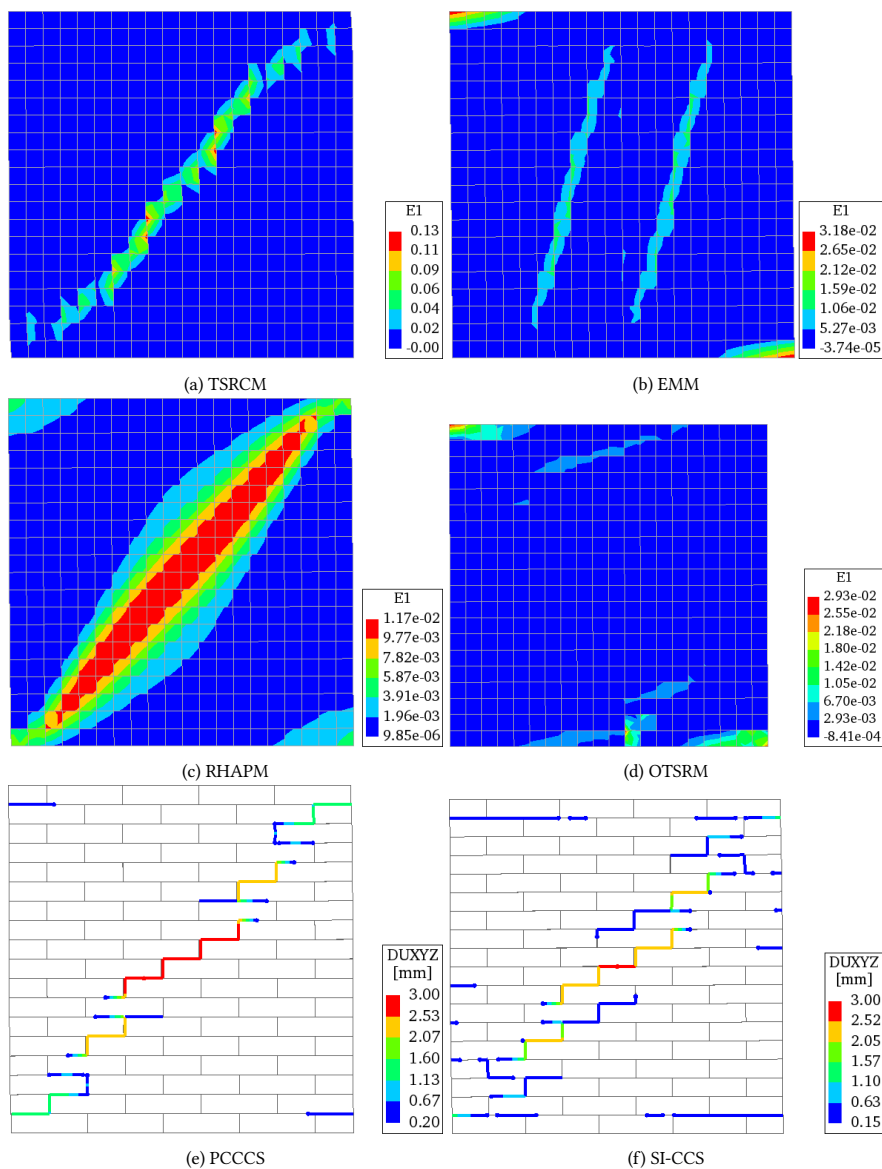 E1
0.13
0.11
0.09
0.06
0.04
0.02
-0.00
(a) TSRCM
E1
3.18e-02
2.65e-02
2.12e-02
1.59e-02
1.06e-02
5.27e-03
-3.74e-05
(b) EMM
E1
1.17e-02
9.77e-03
7.82e-03
5.87e-03
3.91e-03
1.96e-03
9.85e-06
(c) RHAPM
E1
2.93e-02
2.55e-02
2.18e-02
1.80e-02
1.42e-02
1.05e-02
6.70e-03
2.93e-03
-8.41e-04
(d) OTSRM
DUXYZ
[mm]
3.00
2.53
2.07
1.60
1.13
0.67
0.20
(e) PCCCS
DUXYZ
[mm]
3.00
2.52
2.05
1.57
1.10
0.63
0.15
(f) SI-CCS